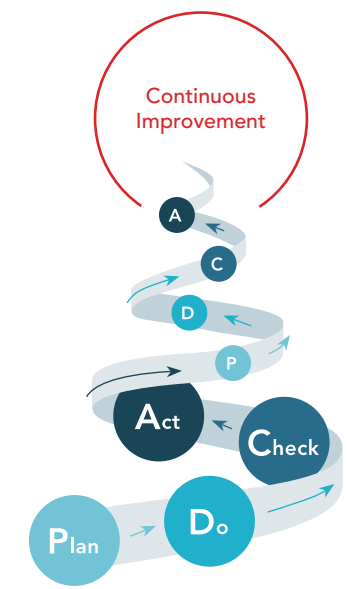 Continuous
Improvement
A
C
D
P
Act
Check
Do
Plan